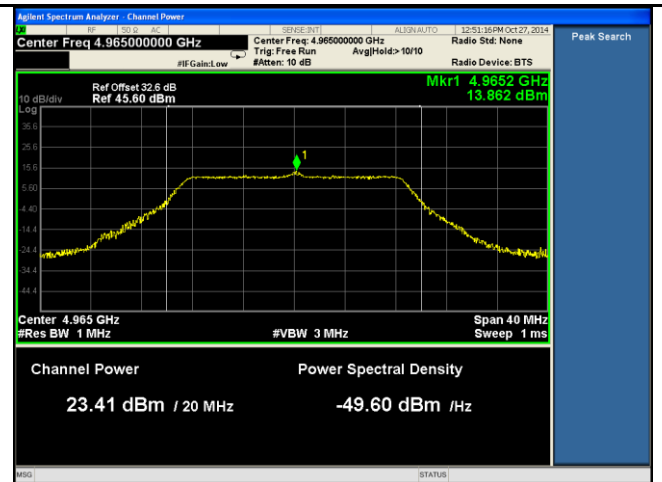 Agilent Spectrum Analyzer - Channel Power
RF 50 Ω AC SENSE:INT ALIGN AUTO 12:51:16 PM Oct 27, 2014
Center Freq 4.965000000 GHz
Center Freq: 4.965000000 GHz
Radio Std: None
Trig: Free Run Avg|Hold:> 10/10
#IFGain:Low #Atten: 10 dB Radio Device: BTS
Peak Search
Ref Offset 32.6 dB
10 dB/div Ref 45.60 dBm
Mkr1 4.9652 GHz
13.862 dBm
Log
35.6
25.6
15.6
5.60
-4.40
-14.4
-24.4
-34.4
-44.4
1
Center 4.965 GHz Span 40 MHz
#Res BW 1 MHz #VBW 3 MHz Sweep 1 ms
Channel Power Power Spectral Density
23.41 dBm / 20 MHz -49.60 dBm /Hz
MSG STATUS